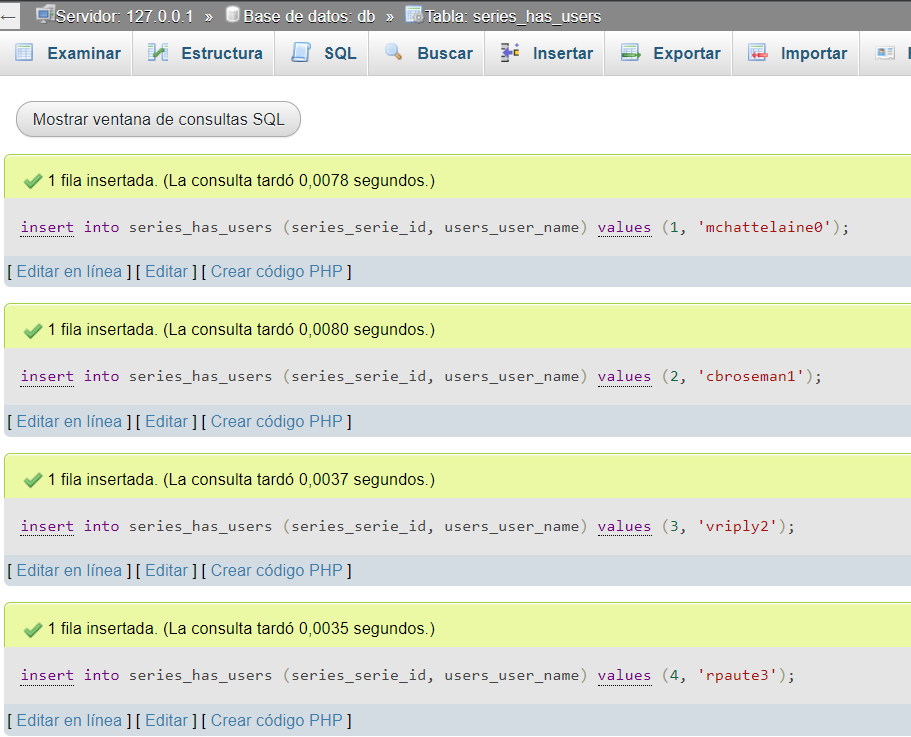 ← Servidor: 127.0.0.1 » Base de datos: db » Tabla: series_has_users
Examinar Estructura SQL Buscar Insertar Exportar Importar
Mostrar ventana de consultas SQL
1 fila insertada. (La consulta tardó 0,0078 segundos.)
insert into series_has_users (series_serie_id, users_user_name) values (1, 'mchattelaine0');
[ Editar en línea ] [ Editar ] [ Crear código PHP ]
1 fila insertada. (La consulta tardó 0,0080 segundos.)
insert into series_has_users (series_serie_id, users_user_name) values (2, 'cbroseman1');
[ Editar en línea ] [ Editar ] [ Crear código PHP ]
1 fila insertada. (La consulta tardó 0,0037 segundos.)
insert into series_has_users (series_serie_id, users_user_name) values (3, 'vriply2');
[ Editar en línea ] [ Editar ] [ Crear código PHP ]
1 fila insertada. (La consulta tardó 0,0035 segundos.)
insert into series_has_users (series_serie_id, users_user_name) values (4, 'rpaute3');
[ Editar en línea ] [ Editar ] [ Crear código PHP ]